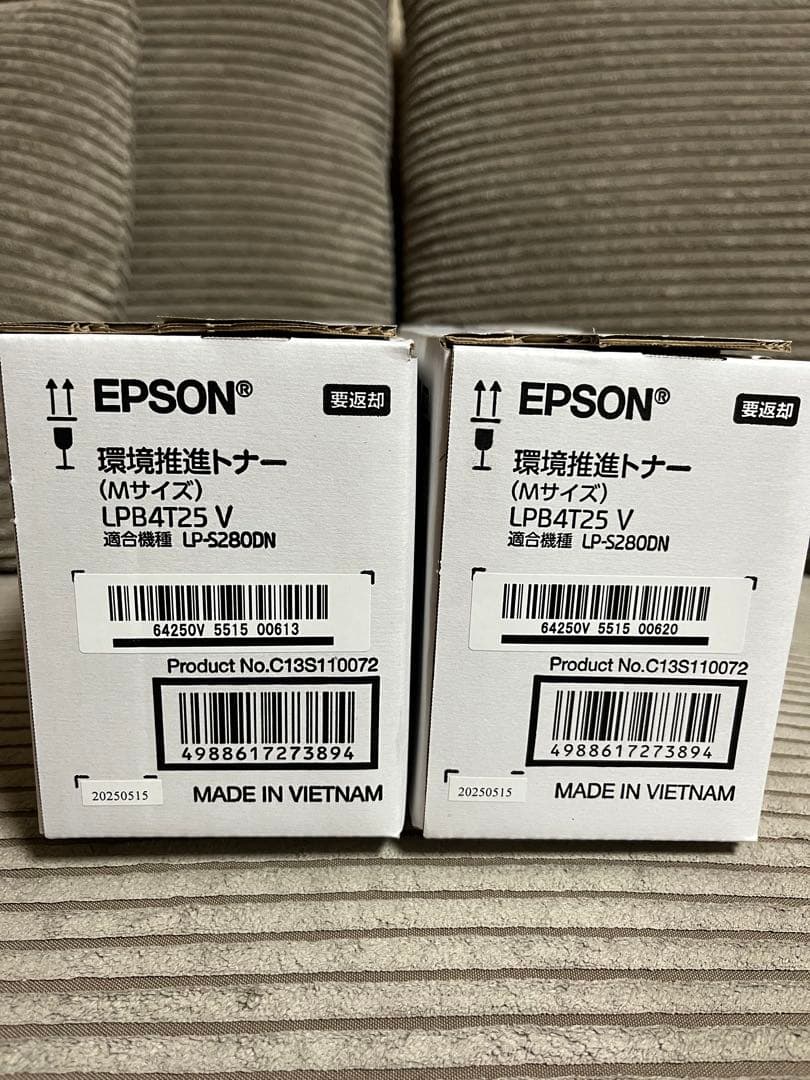 EPSON®
要返却
環境推進トナー
(Mサイズ)
LPB4T25 V
適合機種 LP-S280DN
64250V 5515 00613
Product No.C13S110072
4988617273894
20250515
MADE IN VIETNAM
EPSON®
要返却
環境推進トナー
(Mサイズ)
LPB4T25 V
適合機種 LP-S280DN
64250V 5515 00620
Product No.C13S110072
4988617273894
20250515
MADE IN VIETNAM